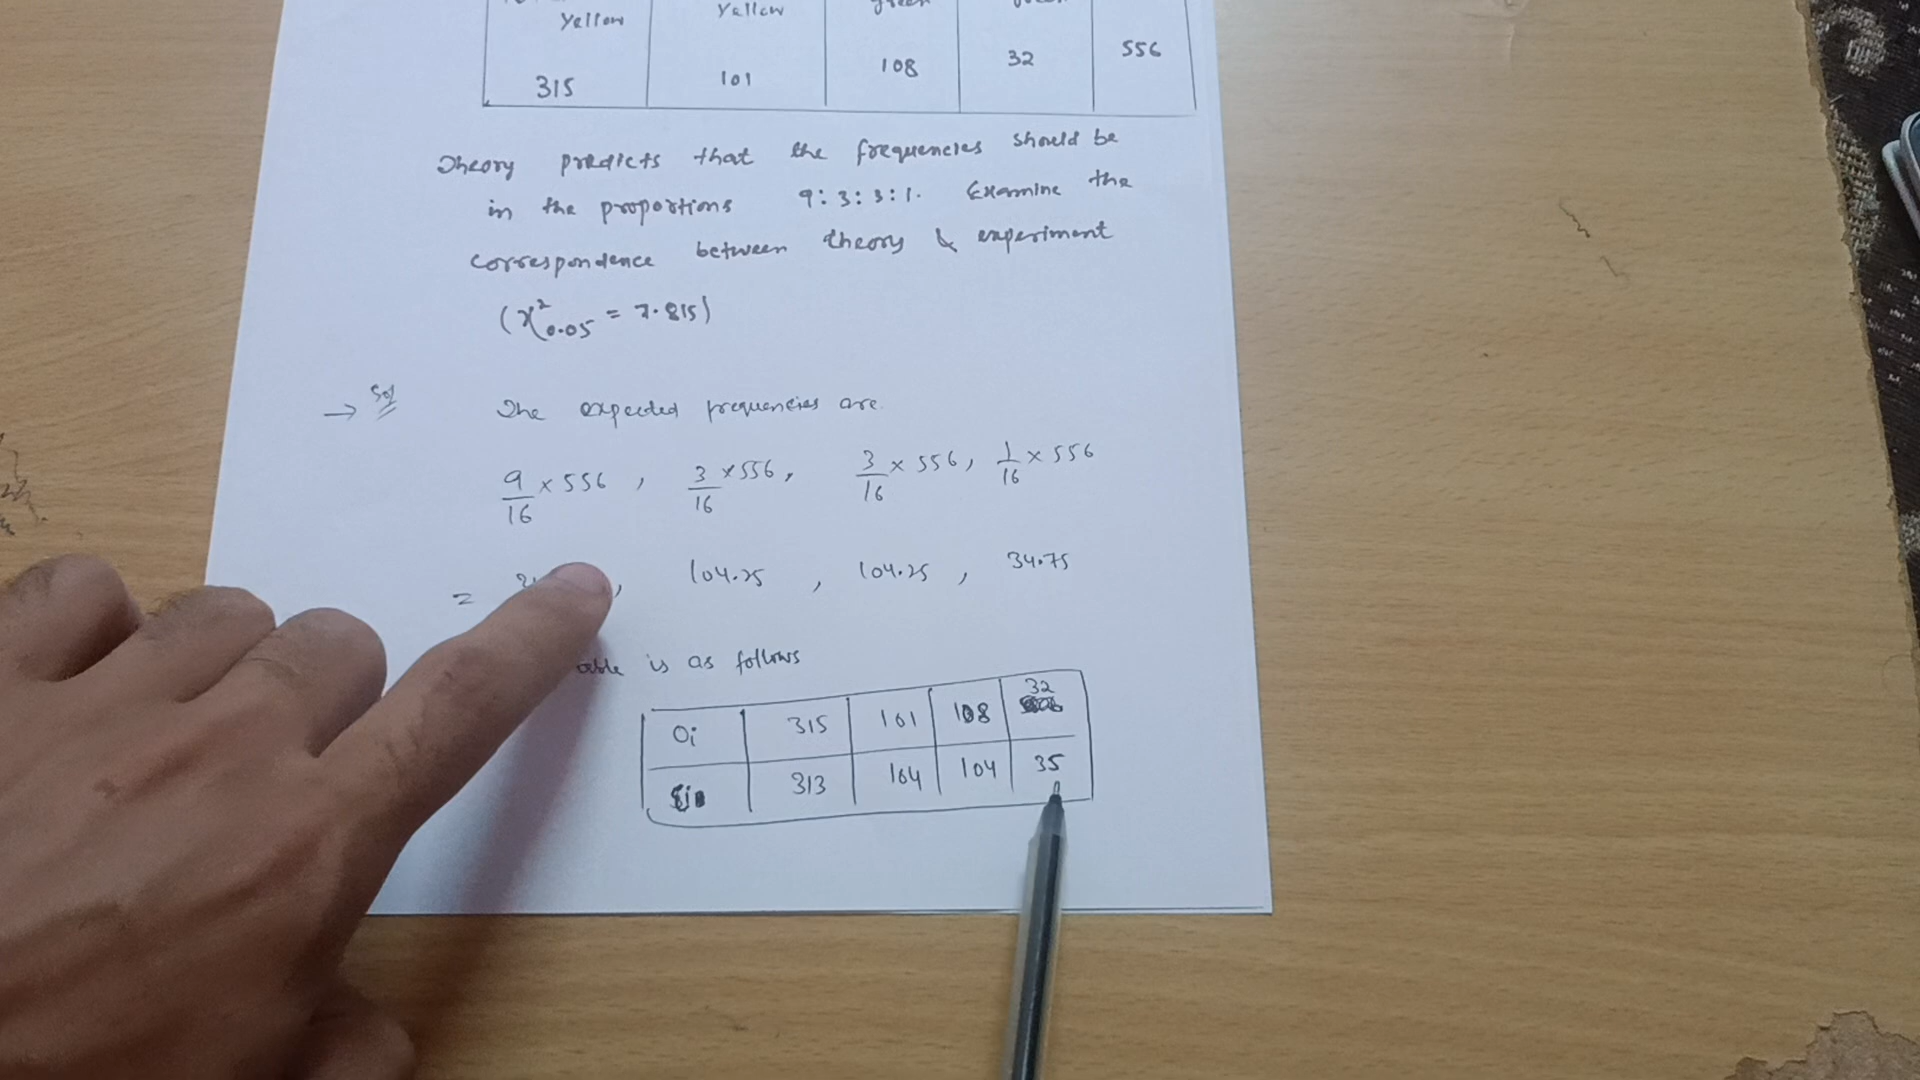 Yellow Yellow green
315 101 108 32 556
Theory predicts that the frequencies should be
in the proportions 9:3:3:1. Examine the
correspondence between theory & experiment
(χ²0.05 = 7.815)
→ Sol The expected frequencies are
9/16 × 556 , 3/16 × 556, 3/16 × 556, 1/16 × 556
= , 104.25 , 104.25 , 34.75
able is as follows
Oi 315 101 108 32
Ei 313 104 104 35